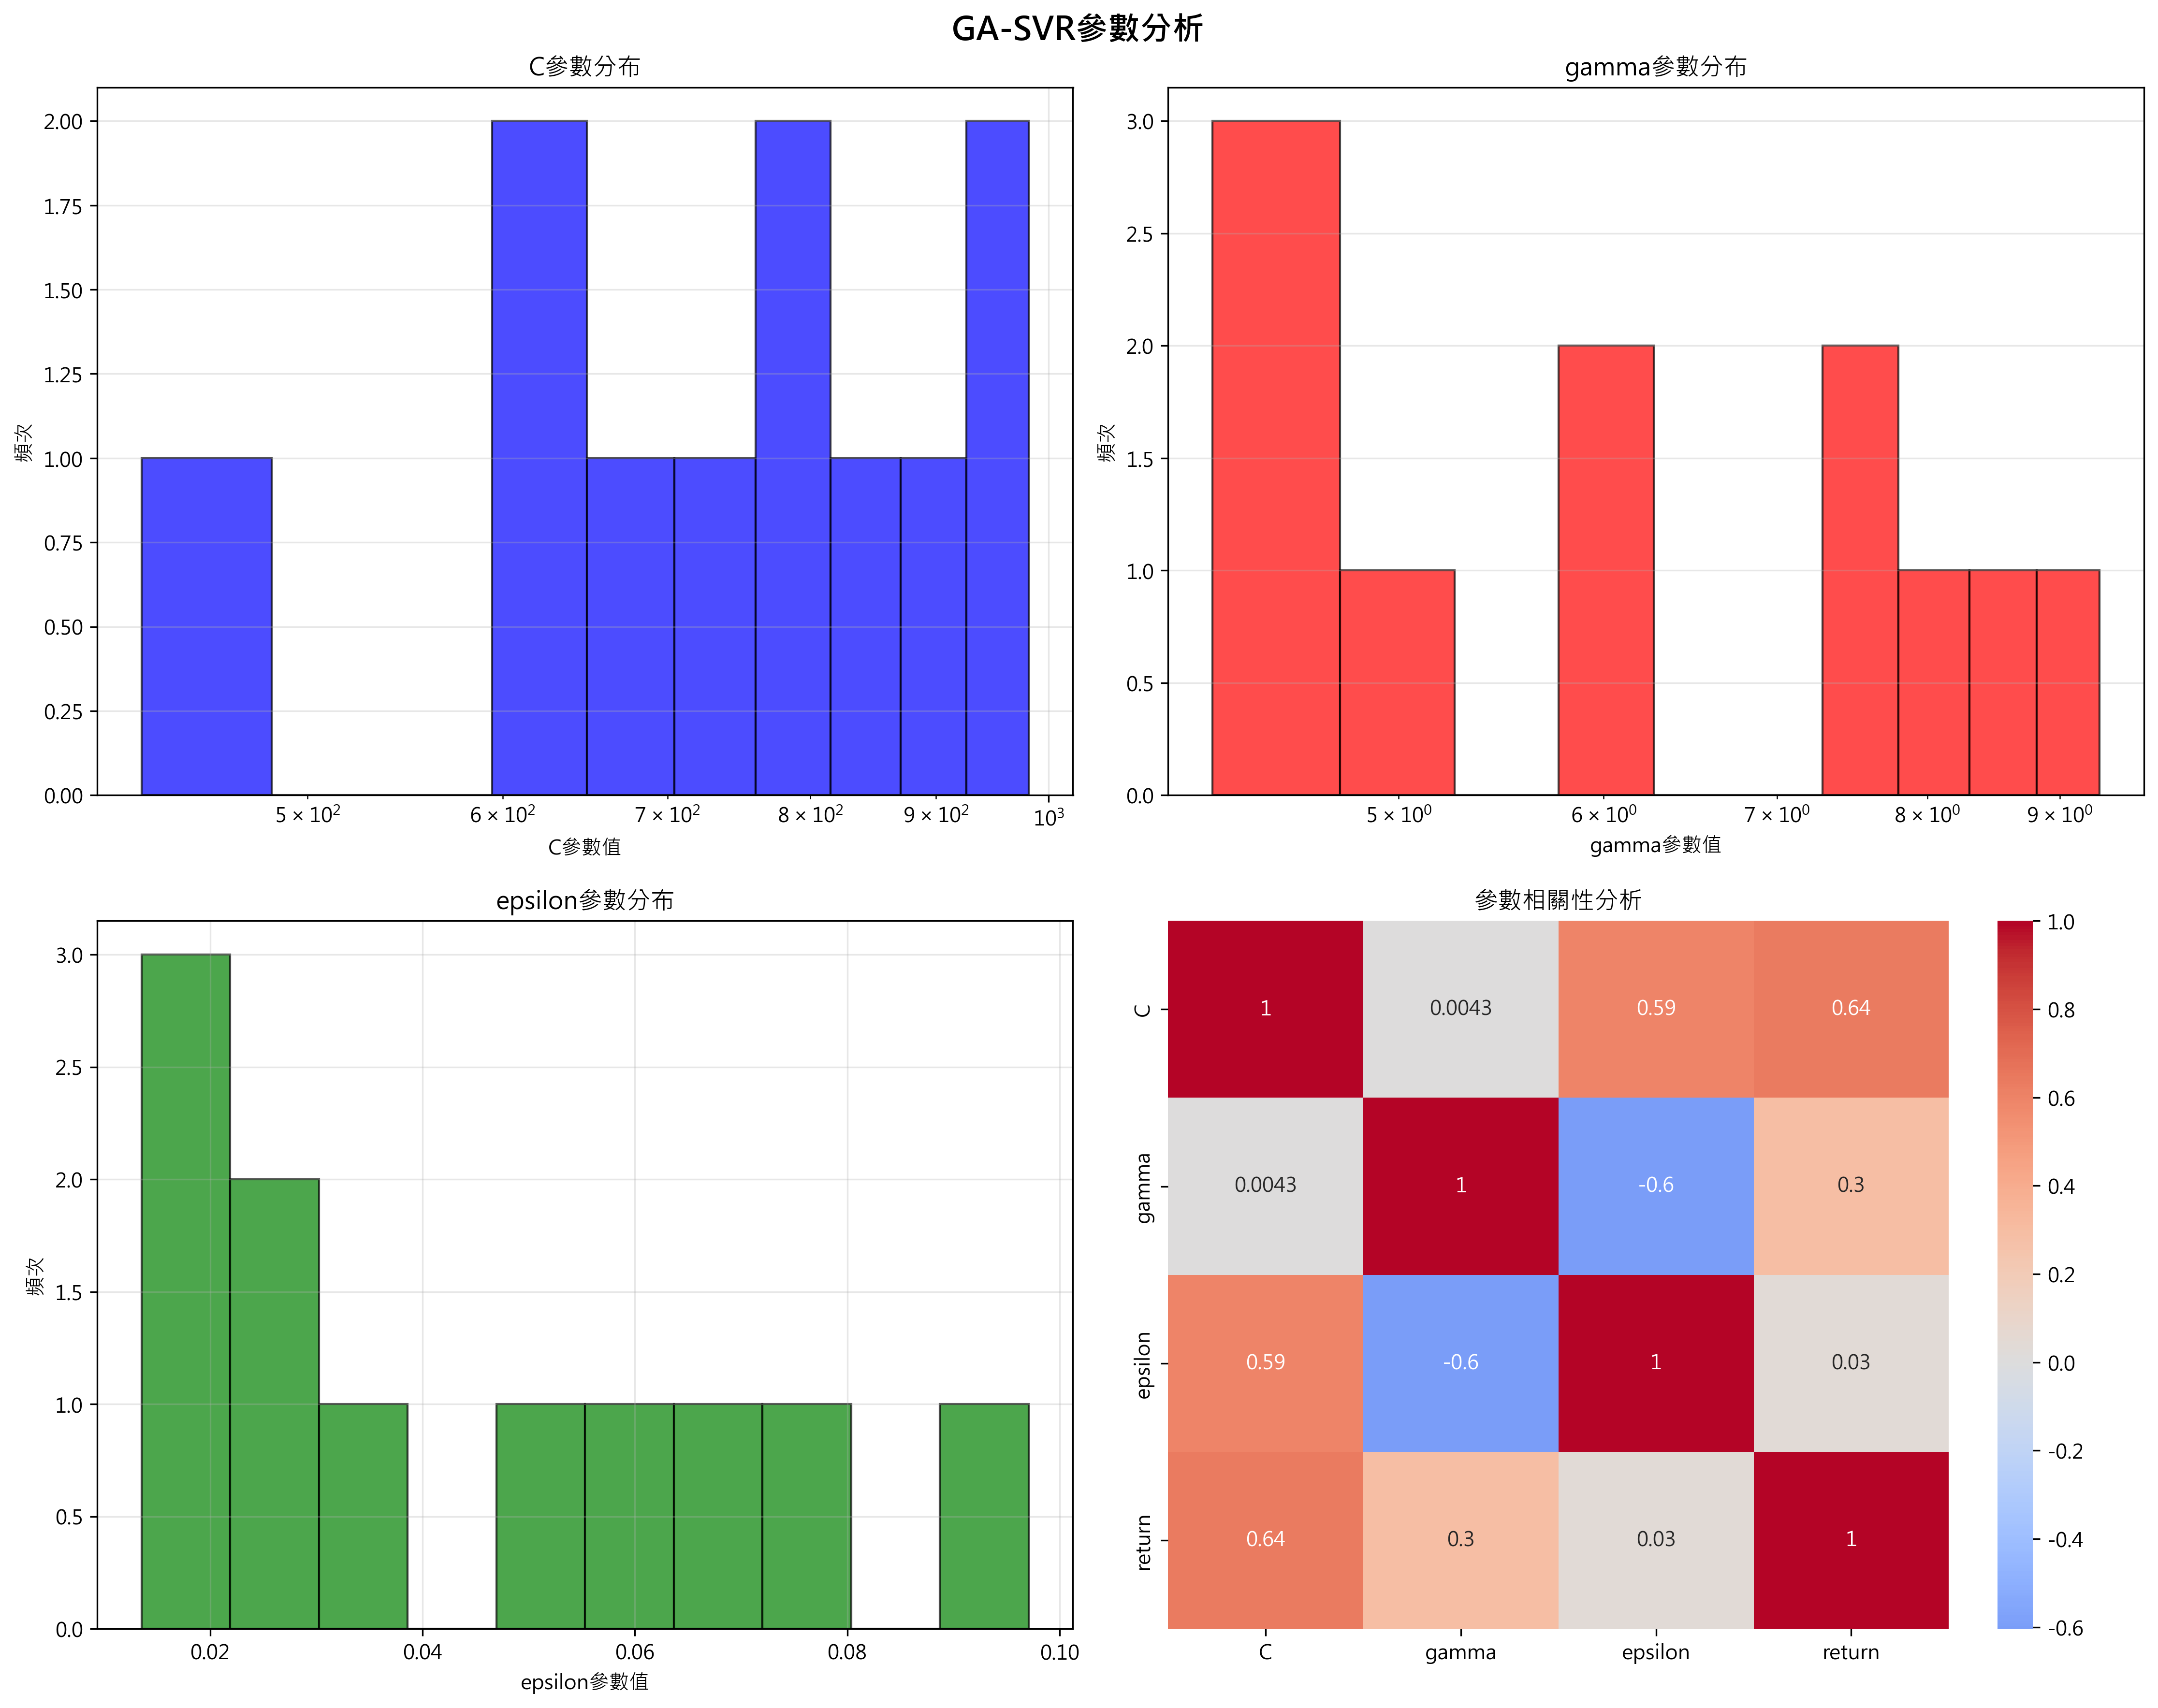 GA-SVR參數分析
C參數分布
2.00
1.75
1.50
1.25
1.00
0.75
0.50
0.25
0.00
頻次
5 × 10²
6 × 10²
7 × 10²
8 × 10²
9 × 10²
10³
C參數值
gamma參數分布
3.0
2.5
2.0
1.5
1.0
0.5
0.0
頻次
5 × 10⁰
6 × 10⁰
7 × 10⁰
8 × 10⁰
9 × 10⁰
gamma參數值
epsilon參數分布
3.0
2.5
2.0
1.5
1.0
0.5
0.0
頻次
0.02
0.04
0.06
0.08
0.10
epsilon參數值
參數相關性分析
C
1
0.0043
0.59
0.64
gamma
0.0043
1
-0.6
0.3
epsilon
0.59
-0.6
1
0.03
return
0.64
0.3
0.03
1
C
gamma
epsilon
return
1.0
0.8
0.6
0.4
0.2
0.0
-0.2
-0.4
-0.6